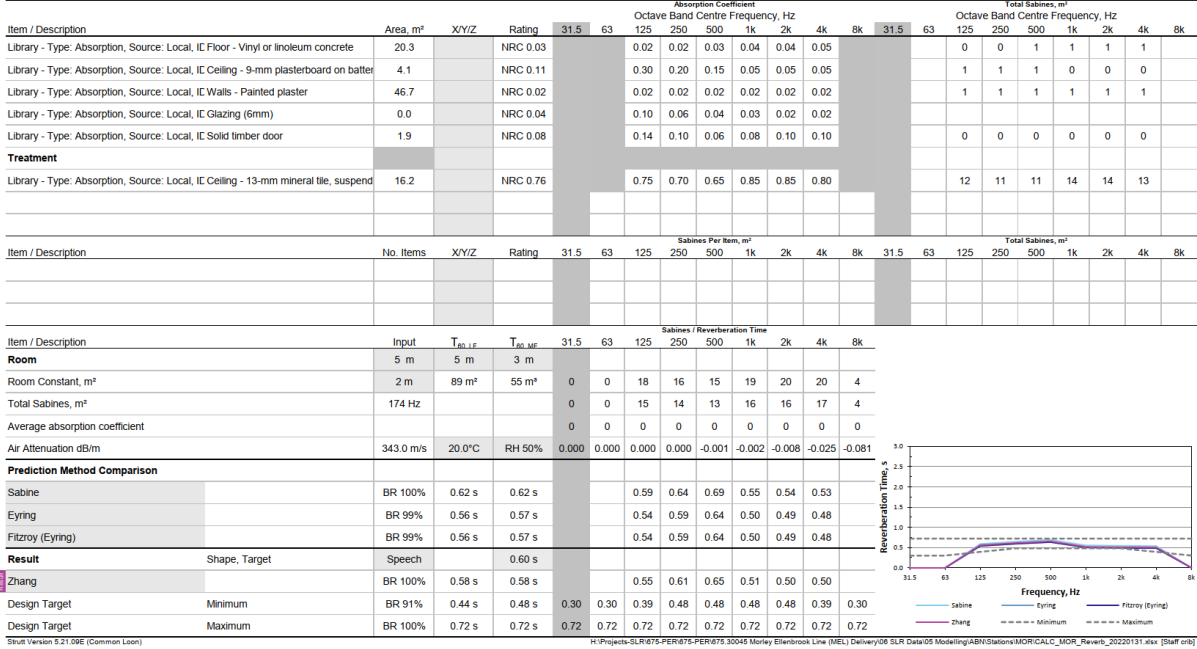 Absorption Coefficient Total Sabines, m²
Octave Band Centre Frequency, Hz Octave Band Centre Frequency, Hz
Item / Description Area, m² X/Y/Z Rating 31.5 63 125 250 500 1k 2k 4k 8k 31.5 63 125 250 500 1k 2k 4k 8k
Library - Type: Absorption, Source: Local, IE Floor - Vinyl or linoleum concrete 20.3 NRC 0.03 0.02 0.02 0.03 0.04 0.04 0.05 0 0 1 1 1 1
Library - Type: Absorption, Source: Local, IE Ceiling - 9-mm plasterboard on batter 4.1 NRC 0.11 0.30 0.20 0.15 0.05 0.05 0.05 1 1 1 0 0 0
Library - Type: Absorption, Source: Local, IE Walls - Painted plaster 46.7 NRC 0.02 0.02 0.02 0.02 0.02 0.02 0.02 1 1 1 1 1 1
Library - Type: Absorption, Source: Local, IE Glazing (6mm) 0.0 NRC 0.04 0.10 0.06 0.04 0.03 0.02 0.02
Library - Type: Absorption, Source: Local, IE Solid timber door 1.9 NRC 0.08 0.14 0.10 0.06 0.08 0.10 0.10 0 0 0 0 0 0
Treatment
Library - Type: Absorption, Source: Local, IE Ceiling - 13-mm mineral tile, suspend 16.2 NRC 0.76 0.75 0.70 0.65 0.85 0.85 0.80 12 11 11 14 14 13
Sabines Per Item, m² Total Sabines, m²
Item / Description No. Items X/Y/Z Rating 31.5 63 125 250 500 1k 2k 4k 8k 31.5 63 125 250 500 1k 2k 4k 8k
Sabines / Reverberation Time
Item / Description Input T60, LF T60, MF 31.5 63 125 250 500 1k 2k 4k 8k
Room 5 m 5 m 3 m
Room Constant, m² 2 m 89 m² 55 m³ 0 0 18 16 15 19 20 20 4
Total Sabines, m² 174 Hz 0 0 15 14 13 16 16 17 4
Average absorption coefficient 0 0 0 0 0 0 0 0 0
Air Attenuation dB/m 343.0 m/s 20.0°C RH 50% 0.000 0.000 0.000 0.000 -0.001 -0.002 -0.008 -0.025 -0.081
Prediction Method Comparison
Sabine BR 100% 0.62 s 0.62 s 0.59 0.64 0.69 0.55 0.54 0.53
Eyring BR 99% 0.56 s 0.57 s 0.54 0.59 0.64 0.50 0.49 0.48
Fitzroy (Eyring) BR 99% 0.56 s 0.57 s 0.54 0.59 0.64 0.50 0.49 0.48
Result Shape, Target Speech 0.60 s
Zhang BR 100% 0.58 s 0.58 s 0.55 0.61 0.65 0.51 0.50 0.50
Design Target Minimum BR 91% 0.44 s 0.48 s 0.30 0.30 0.39 0.48 0.48 0.48 0.48 0.39 0.30
Design Target Maximum BR 100% 0.72 s 0.72 s 0.72 0.72 0.72 0.72 0.72 0.72 0.72 0.72 0.72
Reverberation Time, s
3.0
2.5
2.0
1.5
1.0
0.5
0.0
31.5 63 125 250 500 1k 2k 4k 8k
Frequency, Hz
Sabine Eyring Fitzroy (Eyring)
Zhang Minimum Maximum
Strutt Version 5.21.09E (Common Loon) H:\Projects-SLR\675-PER\675-PER\675.30045 Morley Ellenbrook Line (MEL) Delivery\06 SLR Data\05 Modelling\ABN\Stations\MOR\CALC_MOR_Reverb_20220131.xlsx [Staff crib]